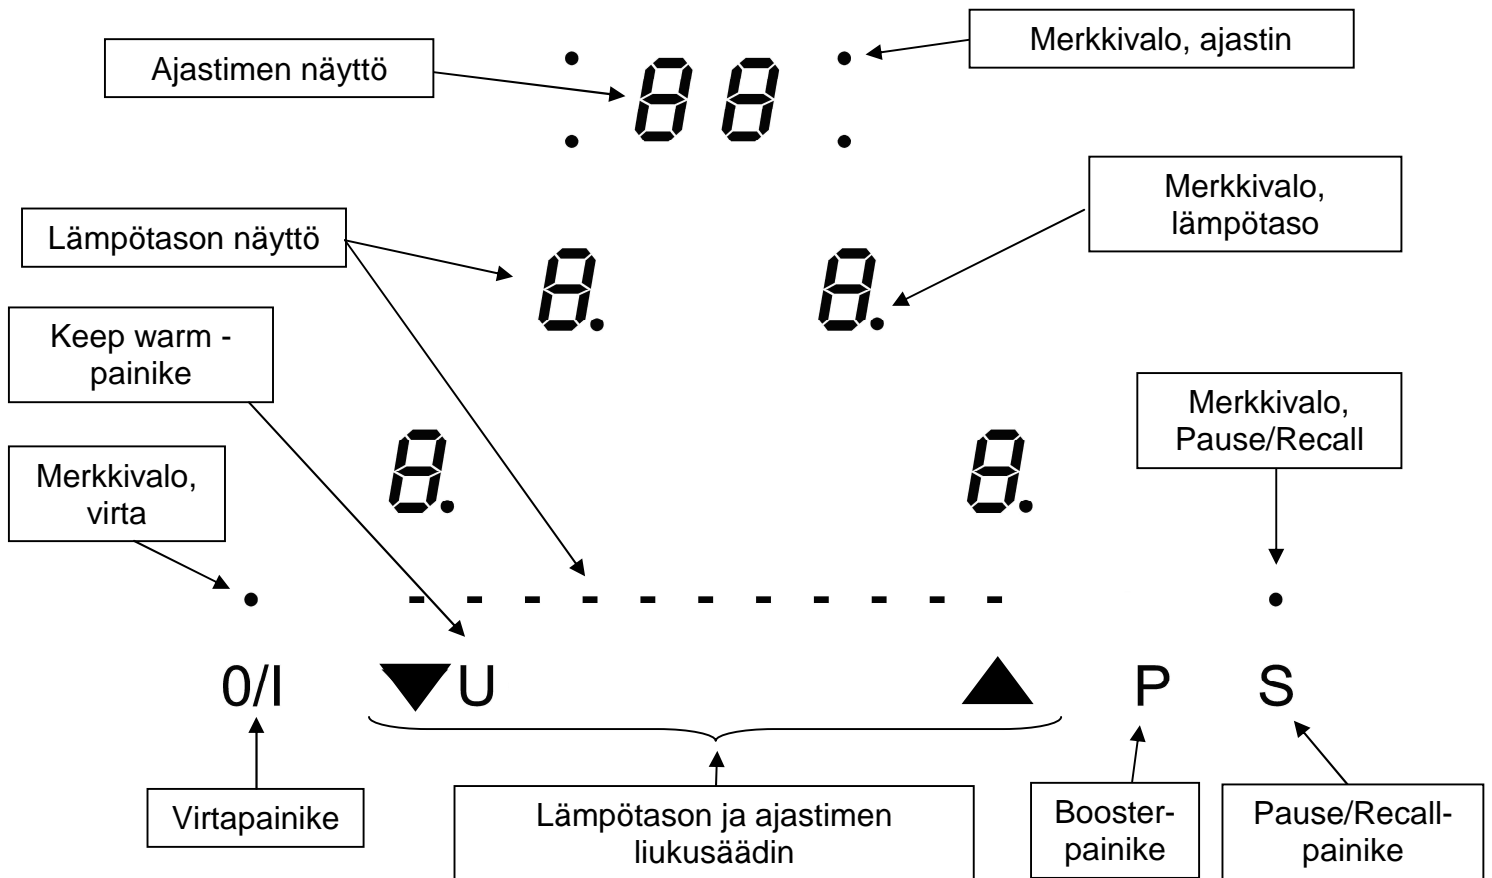 Merkkivalo, ajastin
Ajastimen näyttö
88
Merkkivalo,
lämpötaso
Lämpötason näyttö
8. 8.
Keep warm -
painike
Merkkivalo,
Pause/Recall
8. 8.
Merkkivalo,
virta
- - - - - - - - - - -
0/I ▼U ▲ P S
Virtapainike
Lämpötason ja ajastimen
liukusäädin
Booster-
painike
Pause/Recall-
painike